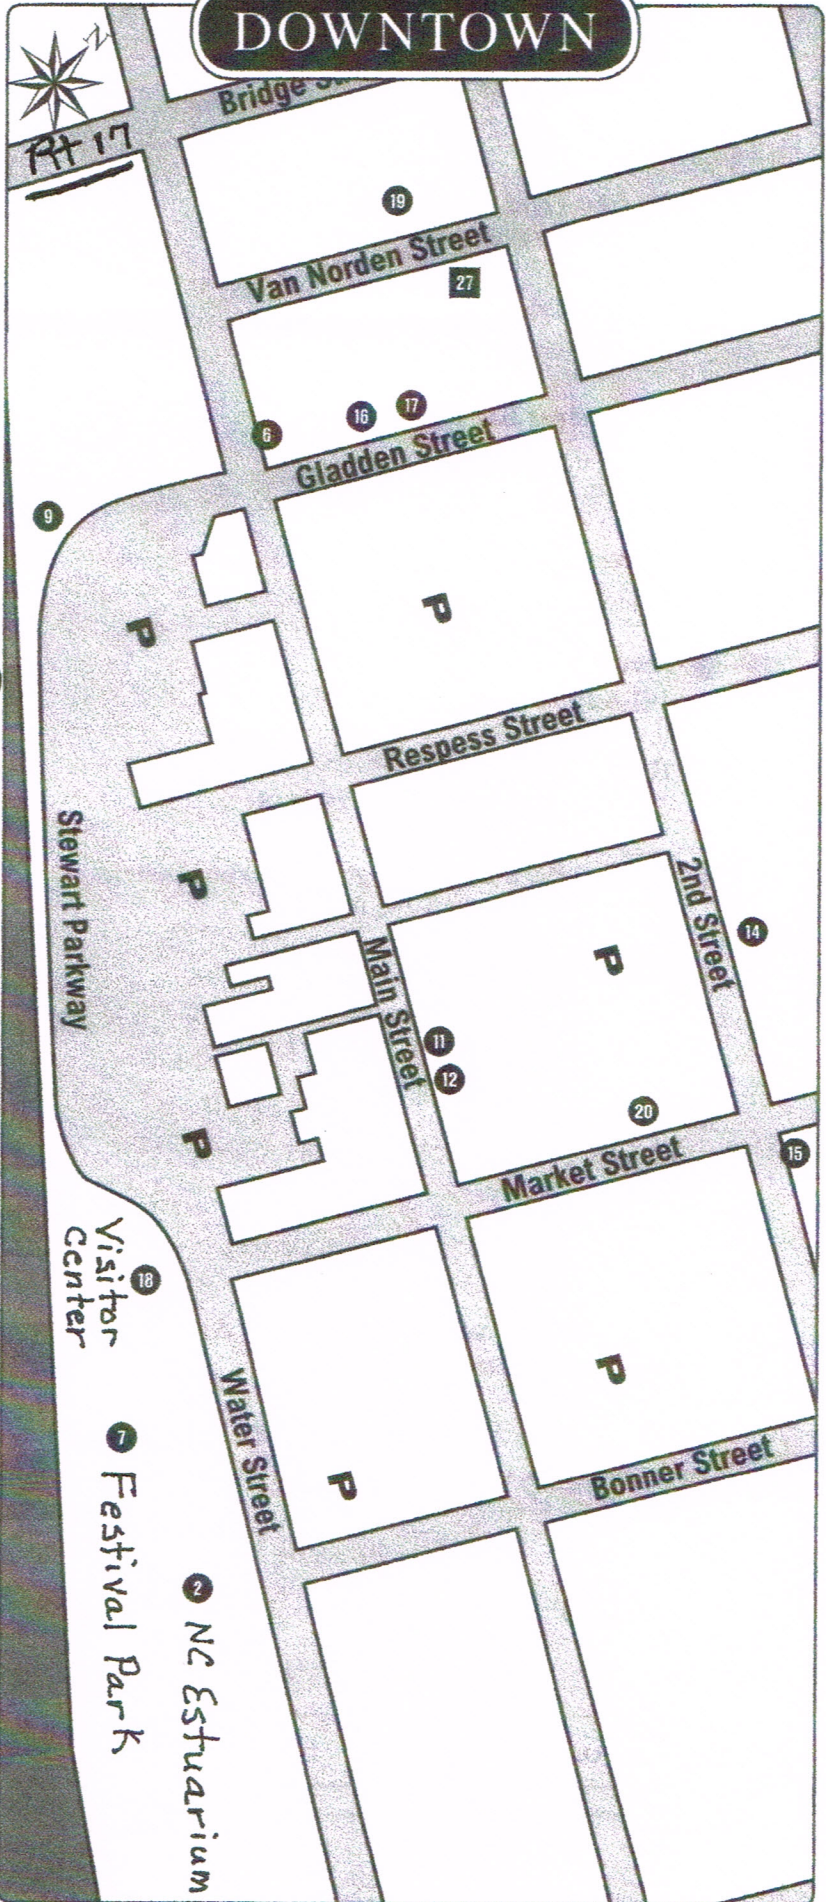 DOWNTOWN
N
Bridge
Rt 17
19
Van Norden Street
27
6
16
17
Gladden Street
9
P
P
Respess Street
Stewart Parkway
P
Main Street
2nd Street
14
P
11
12
20
P
Market Street
15
Visitor
Center
18
Water Street
P
7
Festival Park
P
Bonner Street
2
NC Estuarium